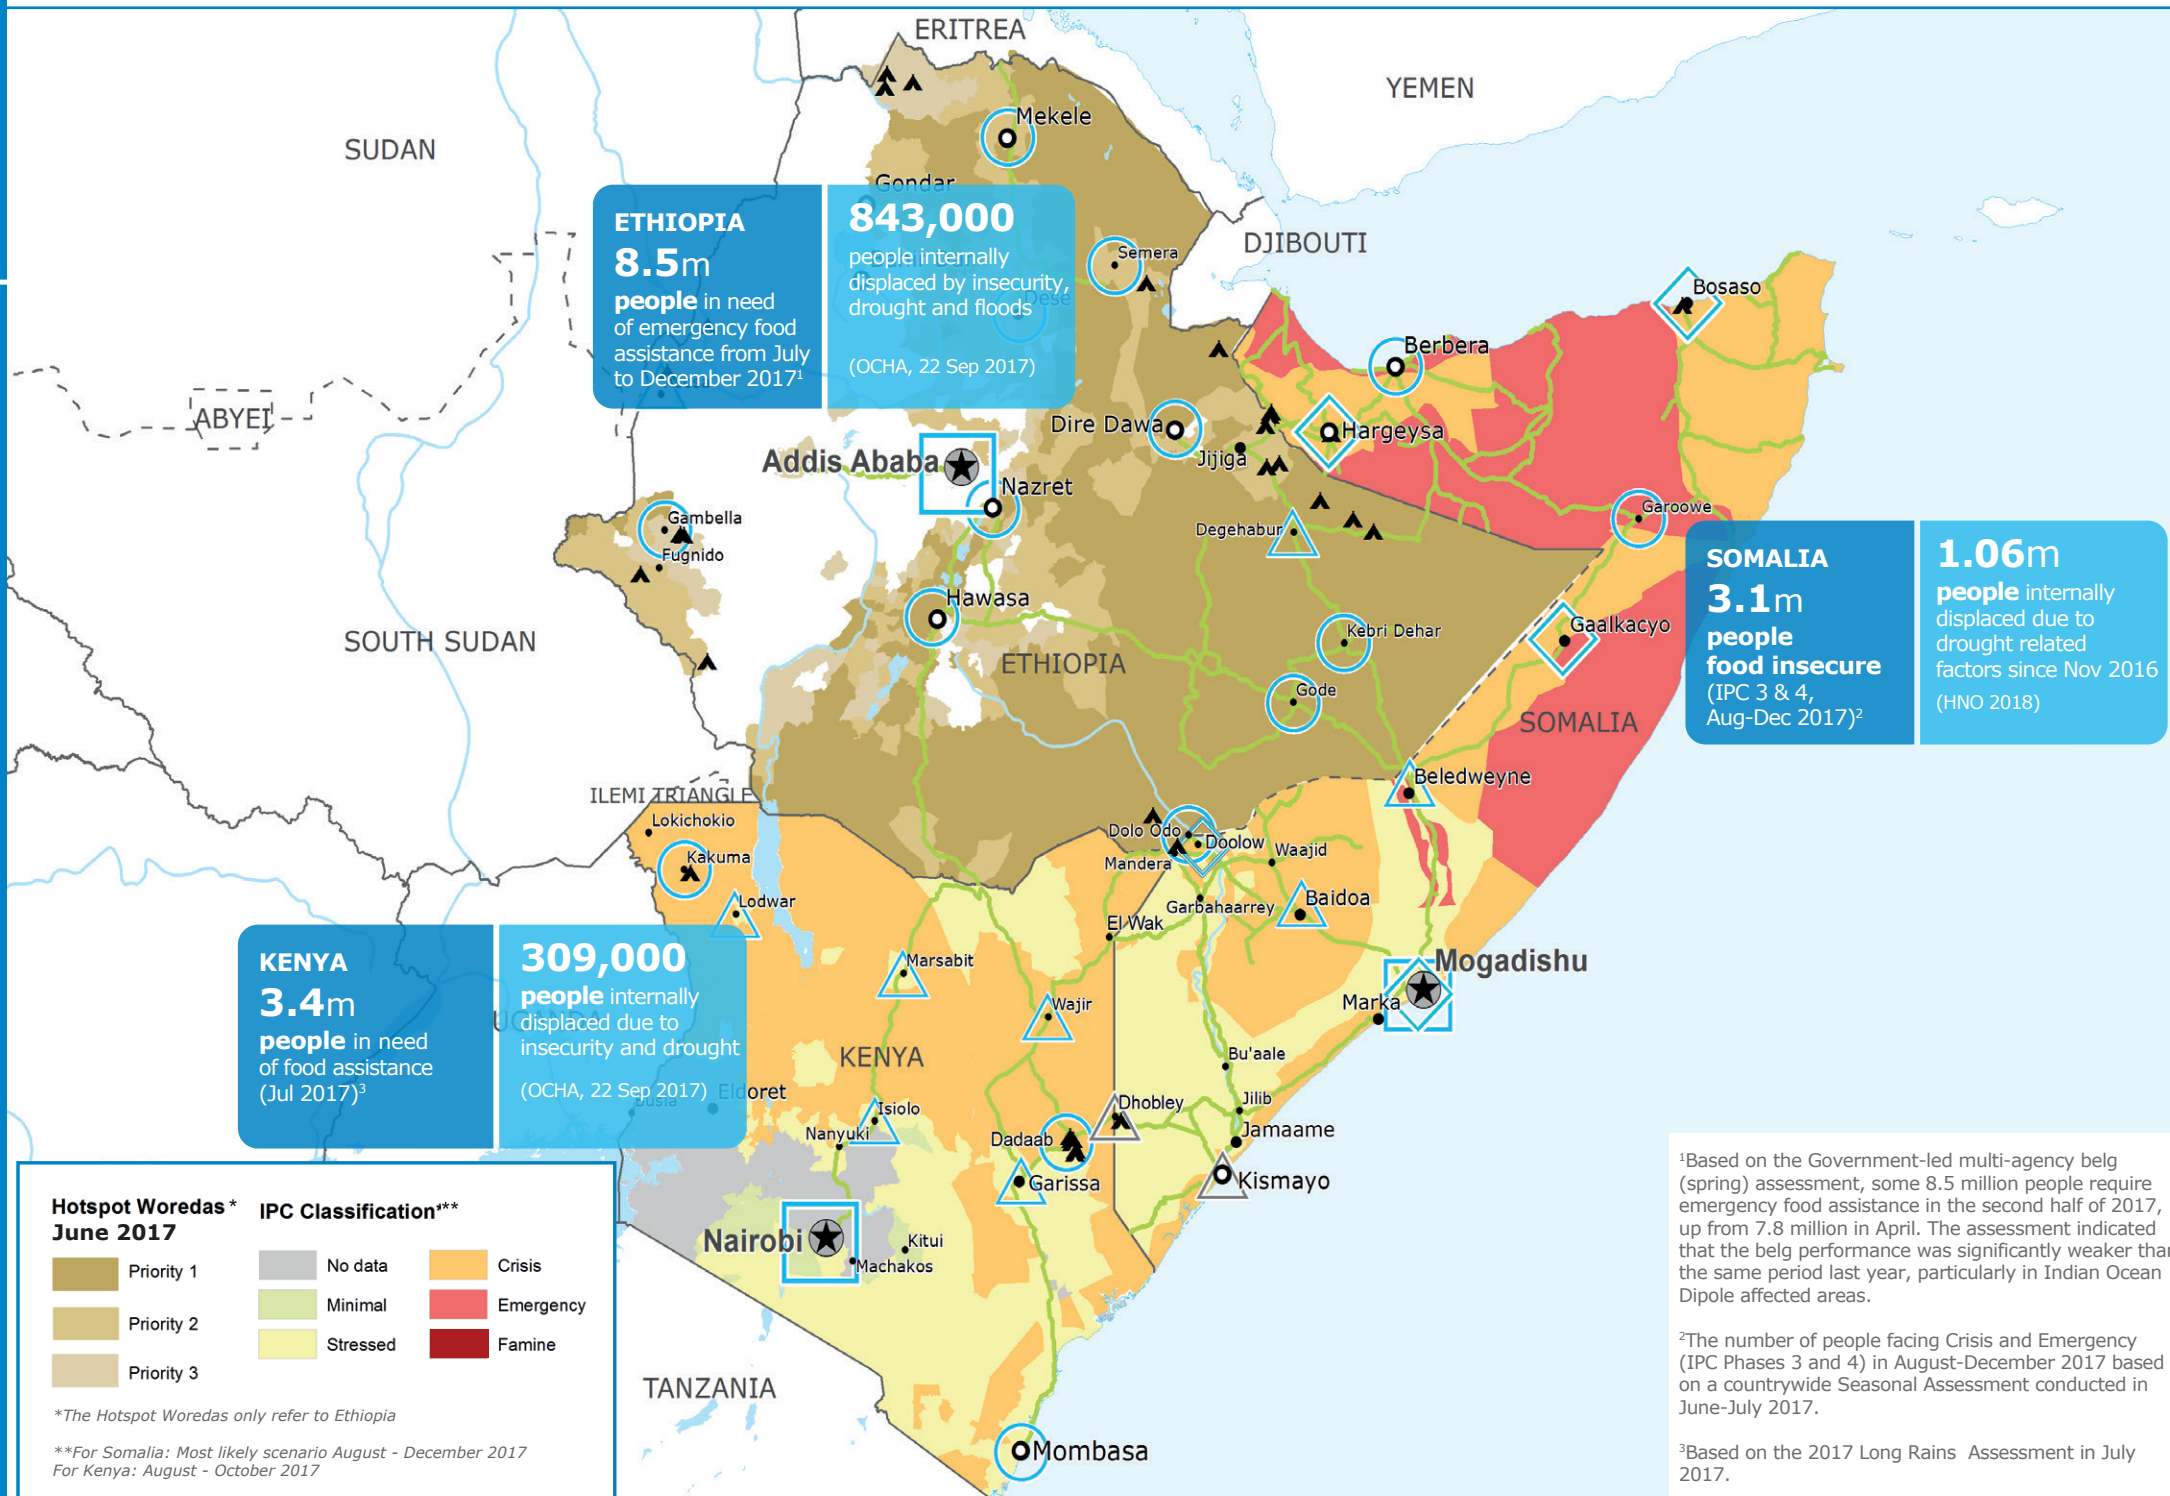 ERITREA
YEMEN
SUDAN
Mekele
Gondar
ETHIOPIA
8.5m
people in need
of emergency food
assistance from July
to December 2017¹
843,000
people internally
displaced by insecurity,
drought and floods
(OCHA, 22 Sep 2017)
Dese
Semera
DJIBOUTI
Bosaso
Berbera
ABYEI
Dire Dawa
Hargeysa
Addis Ababa
Jijiga
Nazret
Gambella
Fugnido
Degehabur
Garoowe
SOMALIA
3.1m
people
food insecure
(IPC 3 & 4,
Aug-Dec 2017)²
1.06m
people internally
displaced due to
drought related
factors since Nov 2016
(HNO 2018)
Hawasa
SOUTH SUDAN
Kebri Dehar
Gaalkacyo
ETHIOPIA
Gode
SOMALIA
Beledweyne
ILEMI TRIANGLE
Lokichokio
Dolo Odo
Doolow
Waajid
Kakuma
Mandera
Lodwar
Garbahaarrey
Baidoa
El Wak
KENYA
3.4m
people in need
of food assistance
(Jul 2017)³
309,000
people internally
displaced due to
insecurity and drought
(OCHA, 22 Sep 2017)
UGANDA
Marsabit
Mogadishu
Wajir
Marka
KENYA
Bu'aale
Eldoret
Busia
Isiolo
Dhobley
Jilib
Nanyuki
Dadaab
Jamaame
Garissa
Kismayo
Nairobi
Kitui
Machakos
TANZANIA
Mombasa
Hotspot Woredas *
June 2017
Priority 1
Priority 2
Priority 3
IPC Classification***
No data
Minimal
Stressed
Crisis
Emergency
Famine
*The Hotspot Woredas only refer to Ethiopia
**For Somalia: Most likely scenario August - December 2017
For Kenya: August - October 2017
¹Based on the Government-led multi-agency belg
(spring) assessment, some 8.5 million people require
emergency food assistance in the second half of 2017,
up from 7.8 million in April. The assessment indicated
that the belg performance was significantly weaker than
the same period last year, particularly in Indian Ocean
Dipole affected areas.
²The number of people facing Crisis and Emergency
(IPC Phases 3 and 4) in August-December 2017 based
on a countrywide Seasonal Assessment conducted in
June-July 2017.
³Based on the 2017 Long Rains Assessment in July
2017.